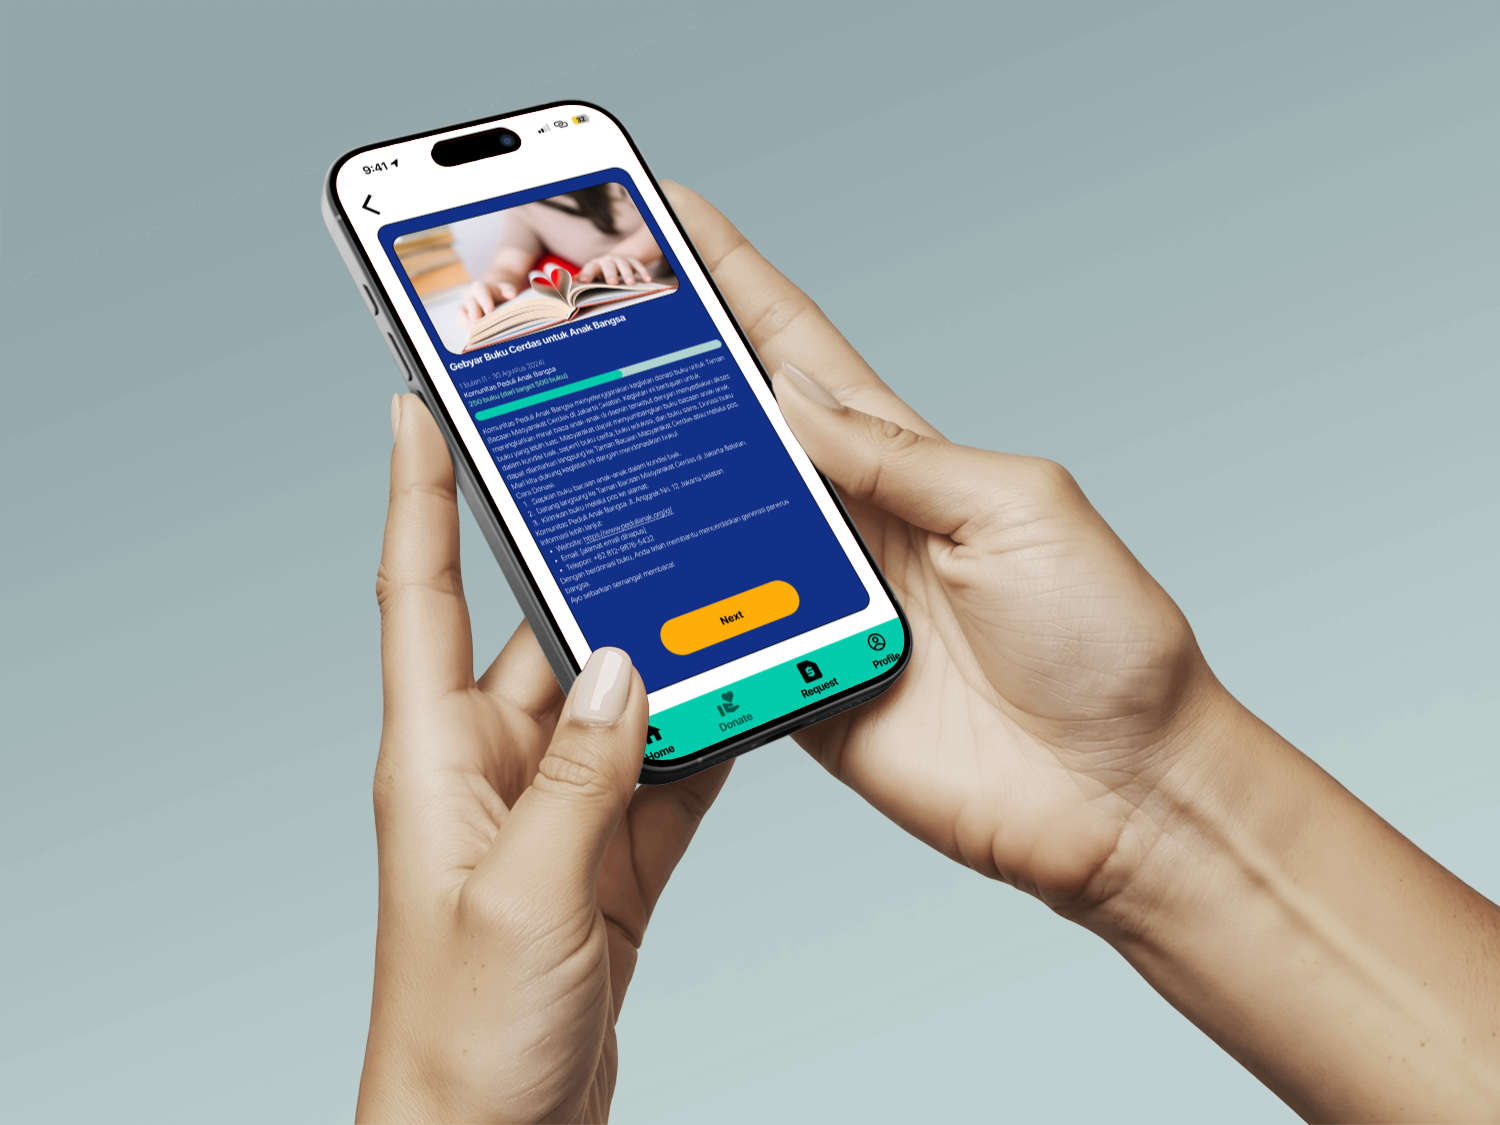 9:41
32
Gebyar Buku Cerdas untuk Anak Bangsa
1 bulan (1 - 30 Agustus 2024)
Komunitas Peduli Anak Bangsa
250 buku (dari target 500 buku)
Komunitas Peduli Anak Bangsa menyelenggarakan kegiatan donasi buku untuk Taman
Bacaan Masyarakat Cerdas di Jakarta Selatan. Kegiatan ini bertujuan untuk
meningkatkan minat baca anak-anak di daerah tersebut dengan menyediakan akses
buku yang lebih luas. Masyarakat dapat menyumbangkan buku bacaan anak-anak
dalam kondisi baik, seperti buku cerita, buku edukasi, dan buku sains. Donasi buku
dapat diantarkan langsung ke Taman Bacaan Masyarakat Cerdas atau melalui pos.
Mari kita dukung kegiatan ini dengan mendonasikan buku!
Cara Donasi:
1. Siapkan buku bacaan anak-anak dalam kondisi baik.
2. Datang langsung ke Taman Bacaan Masyarakat Cerdas di Jakarta Selatan.
3. Kirimkan buku melalui pos ke alamat:
Komunitas Peduli Anak Bangsa Jl. Anggrek No. 12 Jakarta Selatan
Informasi lebih lanjut:
• Website: https://www.pedulianak.org/id/
• Email: [alamat email dihapus]
• Telepon: +62 812-9876-5432
Dengan berdonasi buku, Anda telah membantu mencerdaskan generasi penerus
bangsa.
Ayo sebarkan semangat membaca!
Next
Home
Donate
Request
Profile